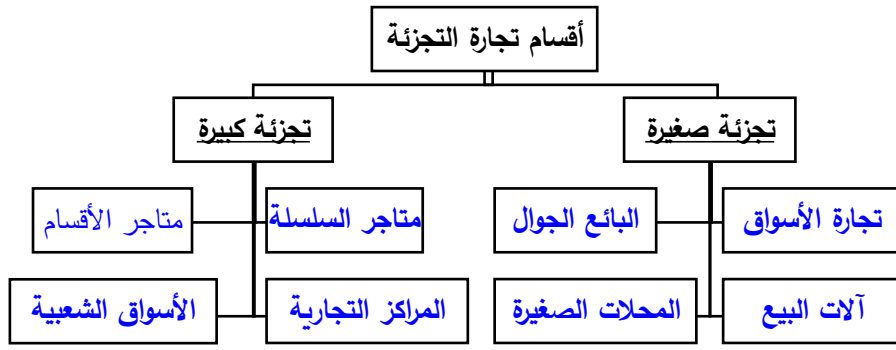 أقسام تجارة التجزئة
تجزئة صغيرة
تجزئة كبيرة
تجارة الأسواق
البائع الجوال
متاجر السلسلة
متاجر الأقسام
آلات البيع
المحلات الصغيرة
المراكز التجارية
الأسواق الشعبية